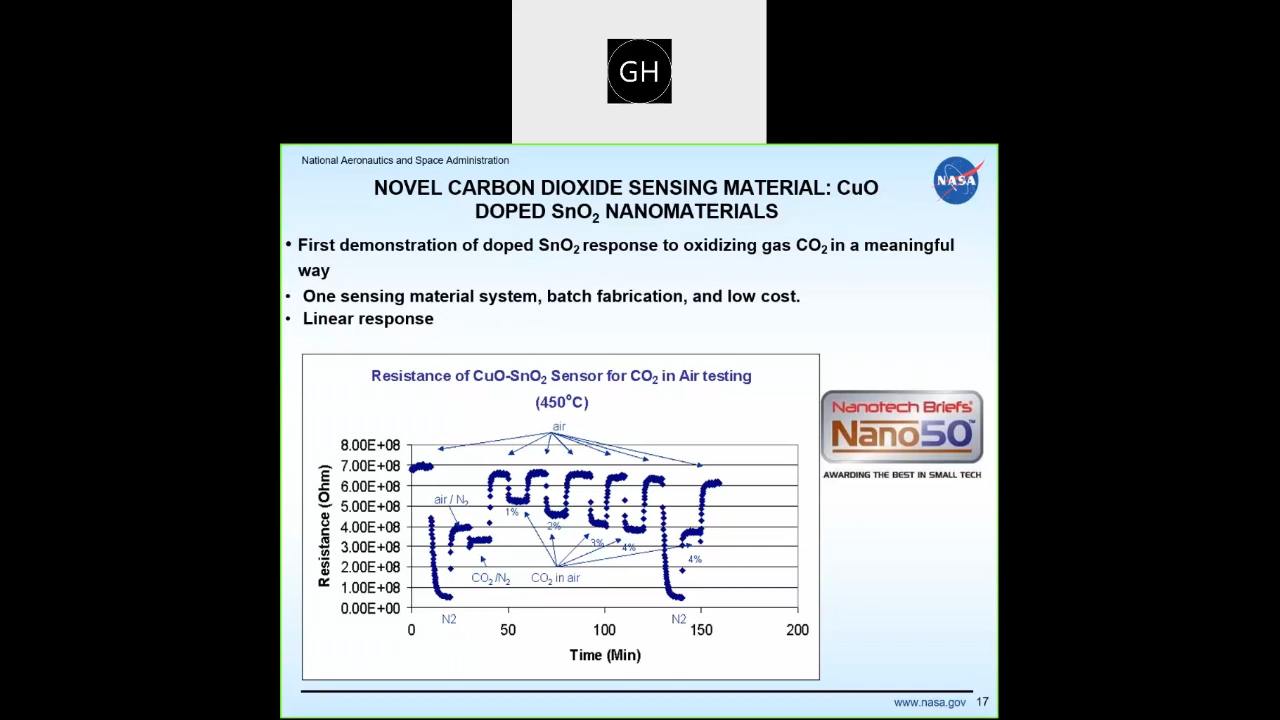 GH
National Aeronautics and Space Administration
NASA
NOVEL CARBON DIOXIDE SENSING MATERIAL: CuO
DOPED SnO2 NANOMATERIALS
• First demonstration of doped SnO2 response to oxidizing gas CO2 in a meaningful
way
• One sensing material system, batch fabrication, and low cost.
• Linear response
Resistance of CuO-SnO2 Sensor for CO2 in Air testing
(450°C)
air
8.00E+08
7.00E+08
6.00E+08
5.00E+08
4.00E+08
3.00E+08
2.00E+08
1.00E+08
0.00E+00
Resistance (Ohm)
air / N2
1%
2%
3%
4%
4%
CO2 /N2
CO2 in air
N2
N2
0 50 100 150 200
Time (Min)
Nanotech Briefs®
Nano50™
AWARDING THE BEST IN SMALL TECH
www.nasa.gov 17